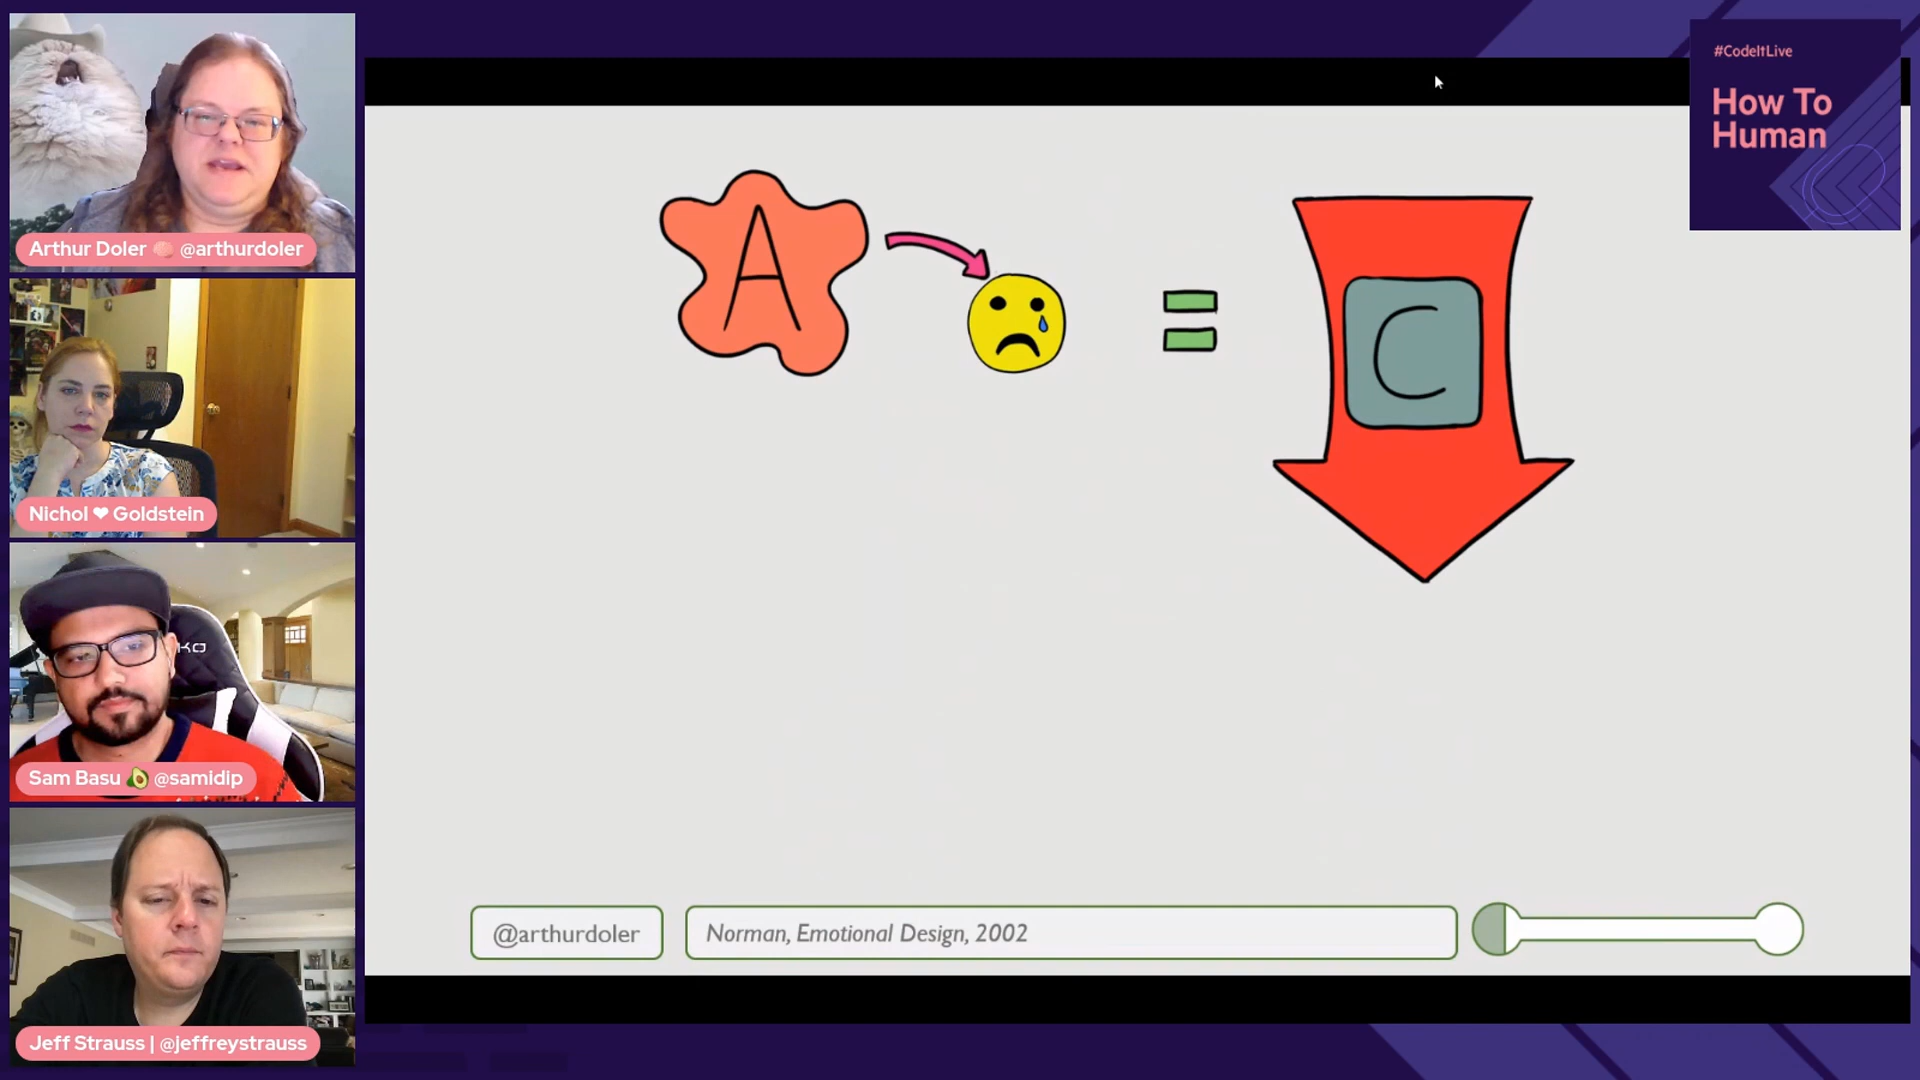 Arthur Doler 🧠 @arthurdoler
Nichol ❤ Goldstein
Sam Basu 🥑 @samidip
Jeff Strauss | @jeffreystrauss
KO
A
C
@arthurdoler
Norman, Emotional Design, 2002
#CodeItLive
How To
Human